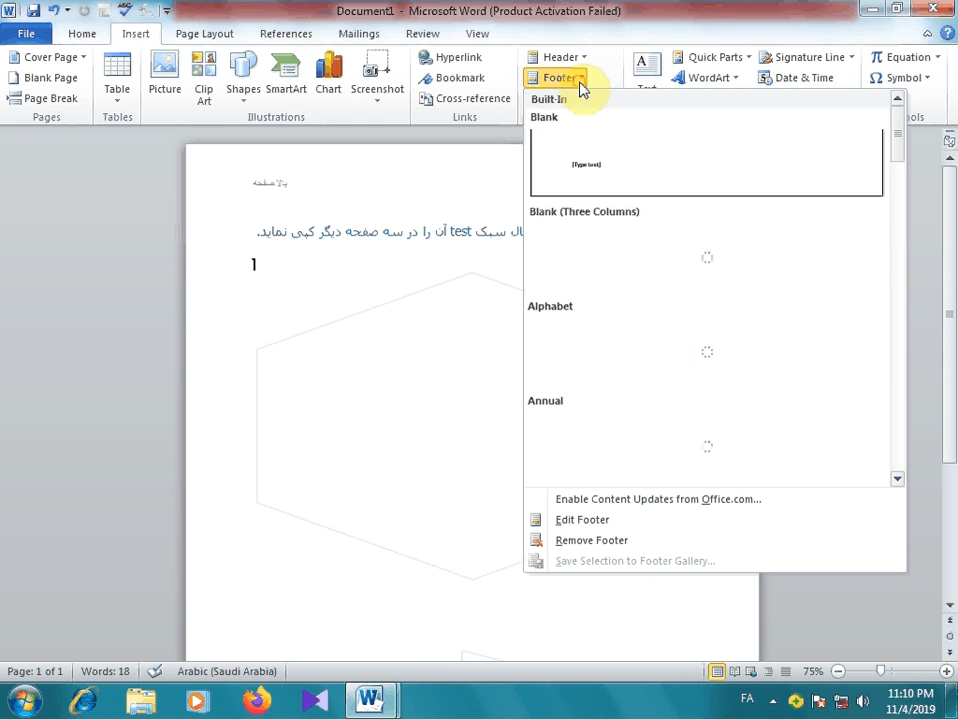 Document1 - Microsoft Word (Product Activation Failed)
File Home Insert Page Layout References Mailings Review View
Cover Page
Blank Page
Page Break
Pages
Table
Tables
Picture
Clip Art
Shapes
SmartArt
Chart
Screenshot
Illustrations
Hyperlink
Bookmark
Cross-reference
Links
Header
Footer
Quick Parts
WordArt
Signature Line
Date & Time
Equation
Symbol
Built-In
Blank
[Type text]
Blank (Three Columns)
Alphabet
Annual
Enable Content Updates from Office.com...
Edit Footer
Remove Footer
Save Selection to Footer Gallery...
بالا صفحه
سبک test آن را در سه صفحه دیگر کپی نماید.
1
Page: 1 of 1 Words: 18 Arabic (Saudi Arabia) 75%
FA
11:10 PM
11/4/2019